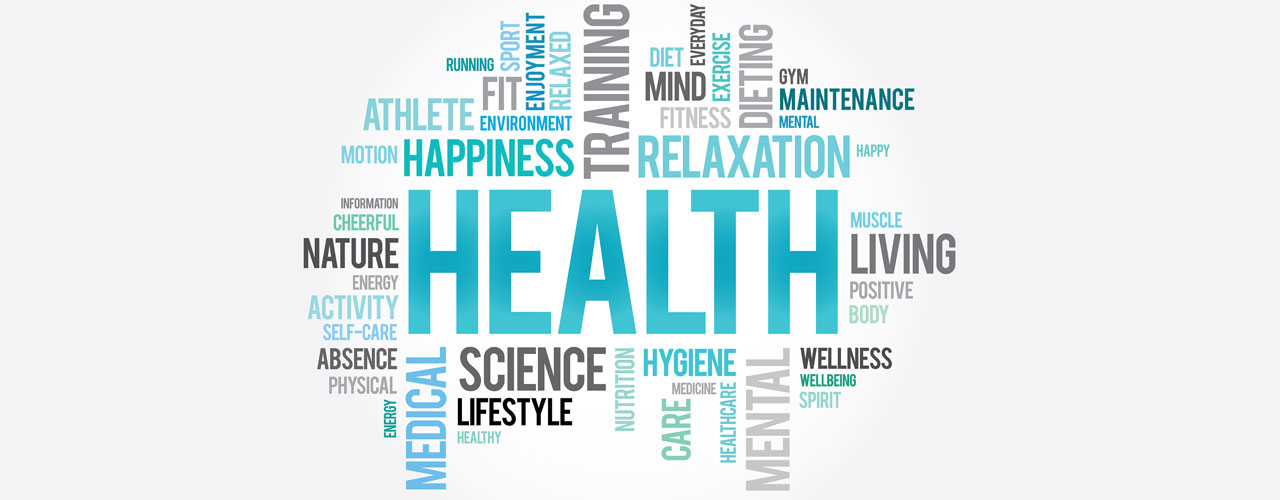 RUNNING
SPORT
ENJOYMENT
RELAXED
TRAINING
DIET
EVERYDAY
EXERCISE
DIETING
GYM
FIT
MIND
MAINTENANCE
ATHLETE
ENVIRONMENT
FITNESS
MENTAL
MOTION
HAPPINESS
RELAXATION
HAPPY
INFORMATION
CHEERFUL
NATURE
ENERGY
ACTIVITY
SELF-CARE
HEALTH
MUSCLE
LIVING
POSITIVE
BODY
ABSENCE
PHYSICAL
ENERGY
MEDICAL
SCIENCE
LIFESTYLE
HEALTHY
NUTRITION
HYGIENE
MEDICINE
CARE
HEALTHCARE
MENTAL
WELLNESS
WELLBEING
SPIRIT